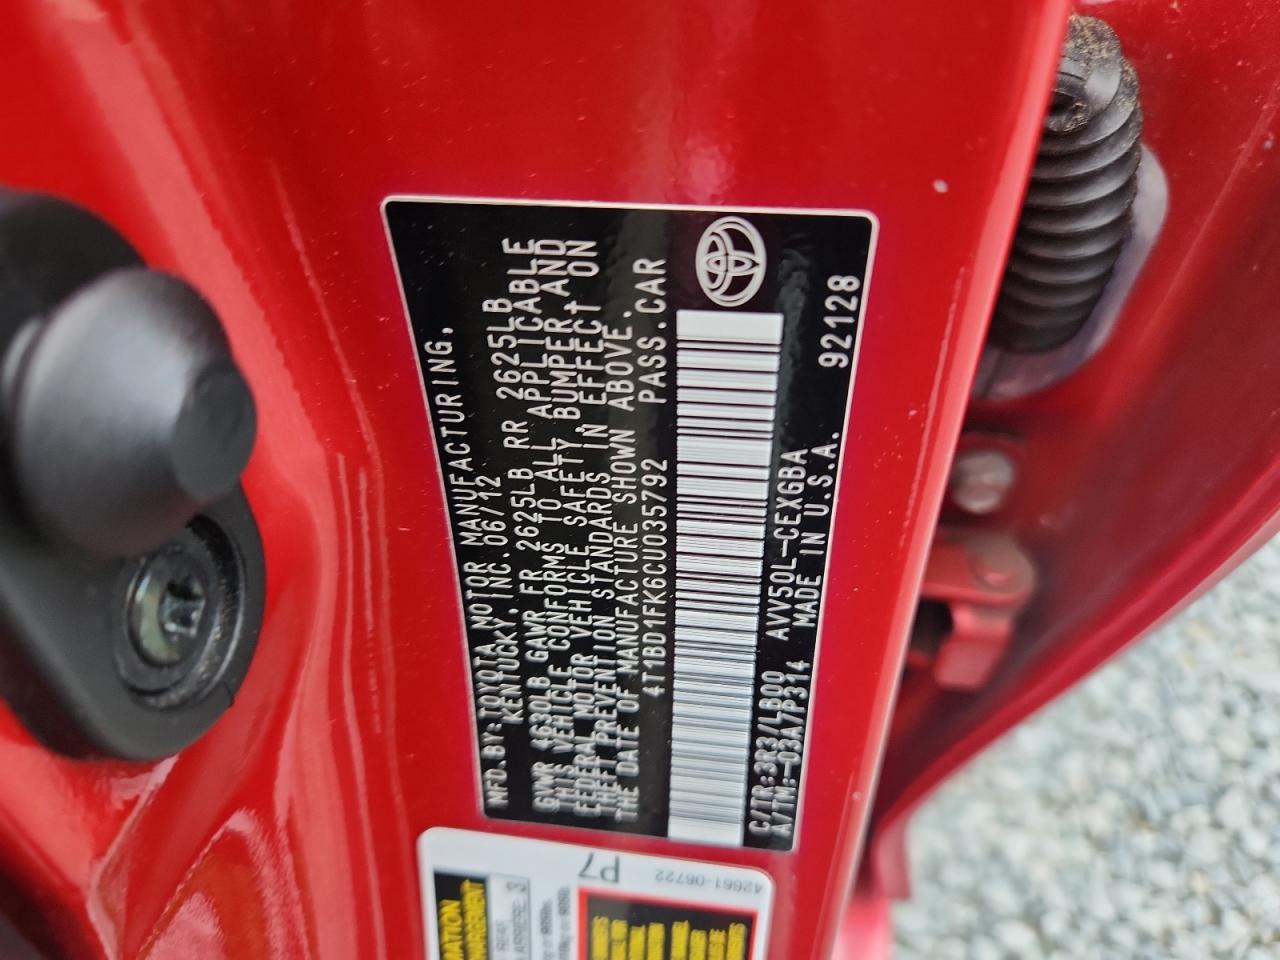 MFD.BY: TOYOTA MOTOR MANUFACTURING,
KENTUCKY, INC. 06/12
GVWR 4630LB GAWR FR 2625LB RR 2625LB
THIS VEHICLE CONFORMS TO ALL APPLICABLE
FEDERAL MOTOR VEHICLE SAFETY, BUMPER, AND
THEFT PREVENTION STANDARDS IN EFFECT ON
THE DATE OF MANUFACTURE SHOWN ABOVE.
4T1BD1FK6CU035792 PASS.CAR
C/TR:3R3/LB00 AVV50L-CEXGBA
A/TM:-03A/P314 MADE IN U.S.A. 92128
P7
42661-06722
ARRIERE 3